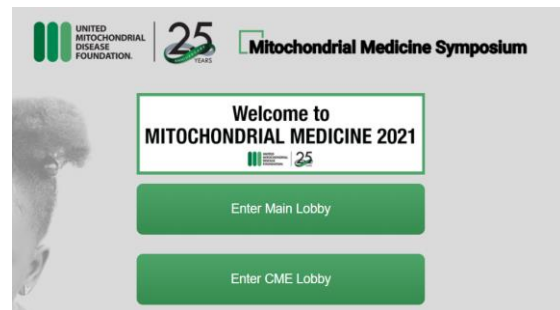 UNITED
MITOCHONDRIAL
DISEASE
FOUNDATION.
25
YEARS
Mitochondrial Medicine Symposium
Welcome to
MITOCHONDRIAL MEDICINE 2021
25
Enter Main Lobby
Enter CME Lobby